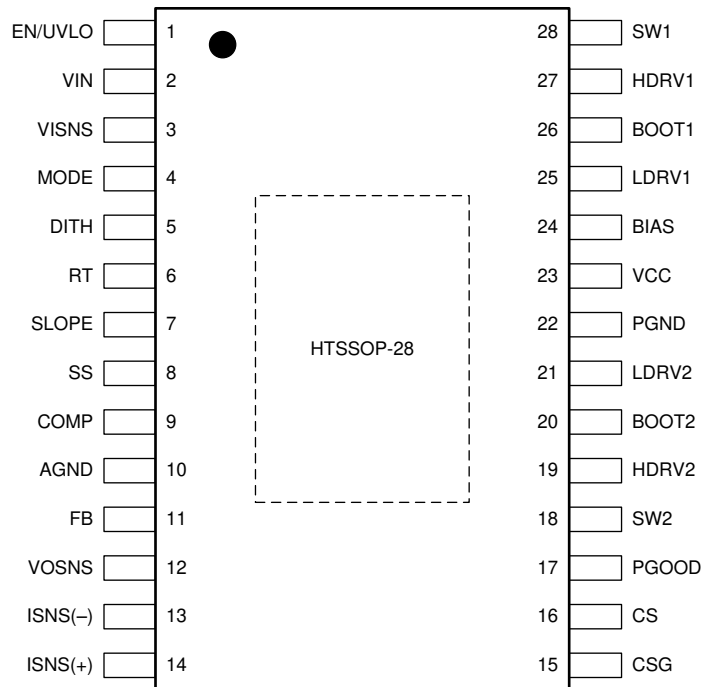 EN/UVLO 1 28 SW1
VIN 2 27 HDRV1
VISNS 3 26 BOOT1
MODE 4 25 LDRV1
DITH 5 24 BIAS
RT 6 23 VCC
SLOPE 7 22 PGND
HTSSOP-28
SS 8 21 LDRV2
COMP 9 20 BOOT2
AGND 10 19 HDRV2
FB 11 18 SW2
VOSNS 12 17 PGOOD
ISNS(–) 13 16 CS
ISNS(+) 14 15 CSG